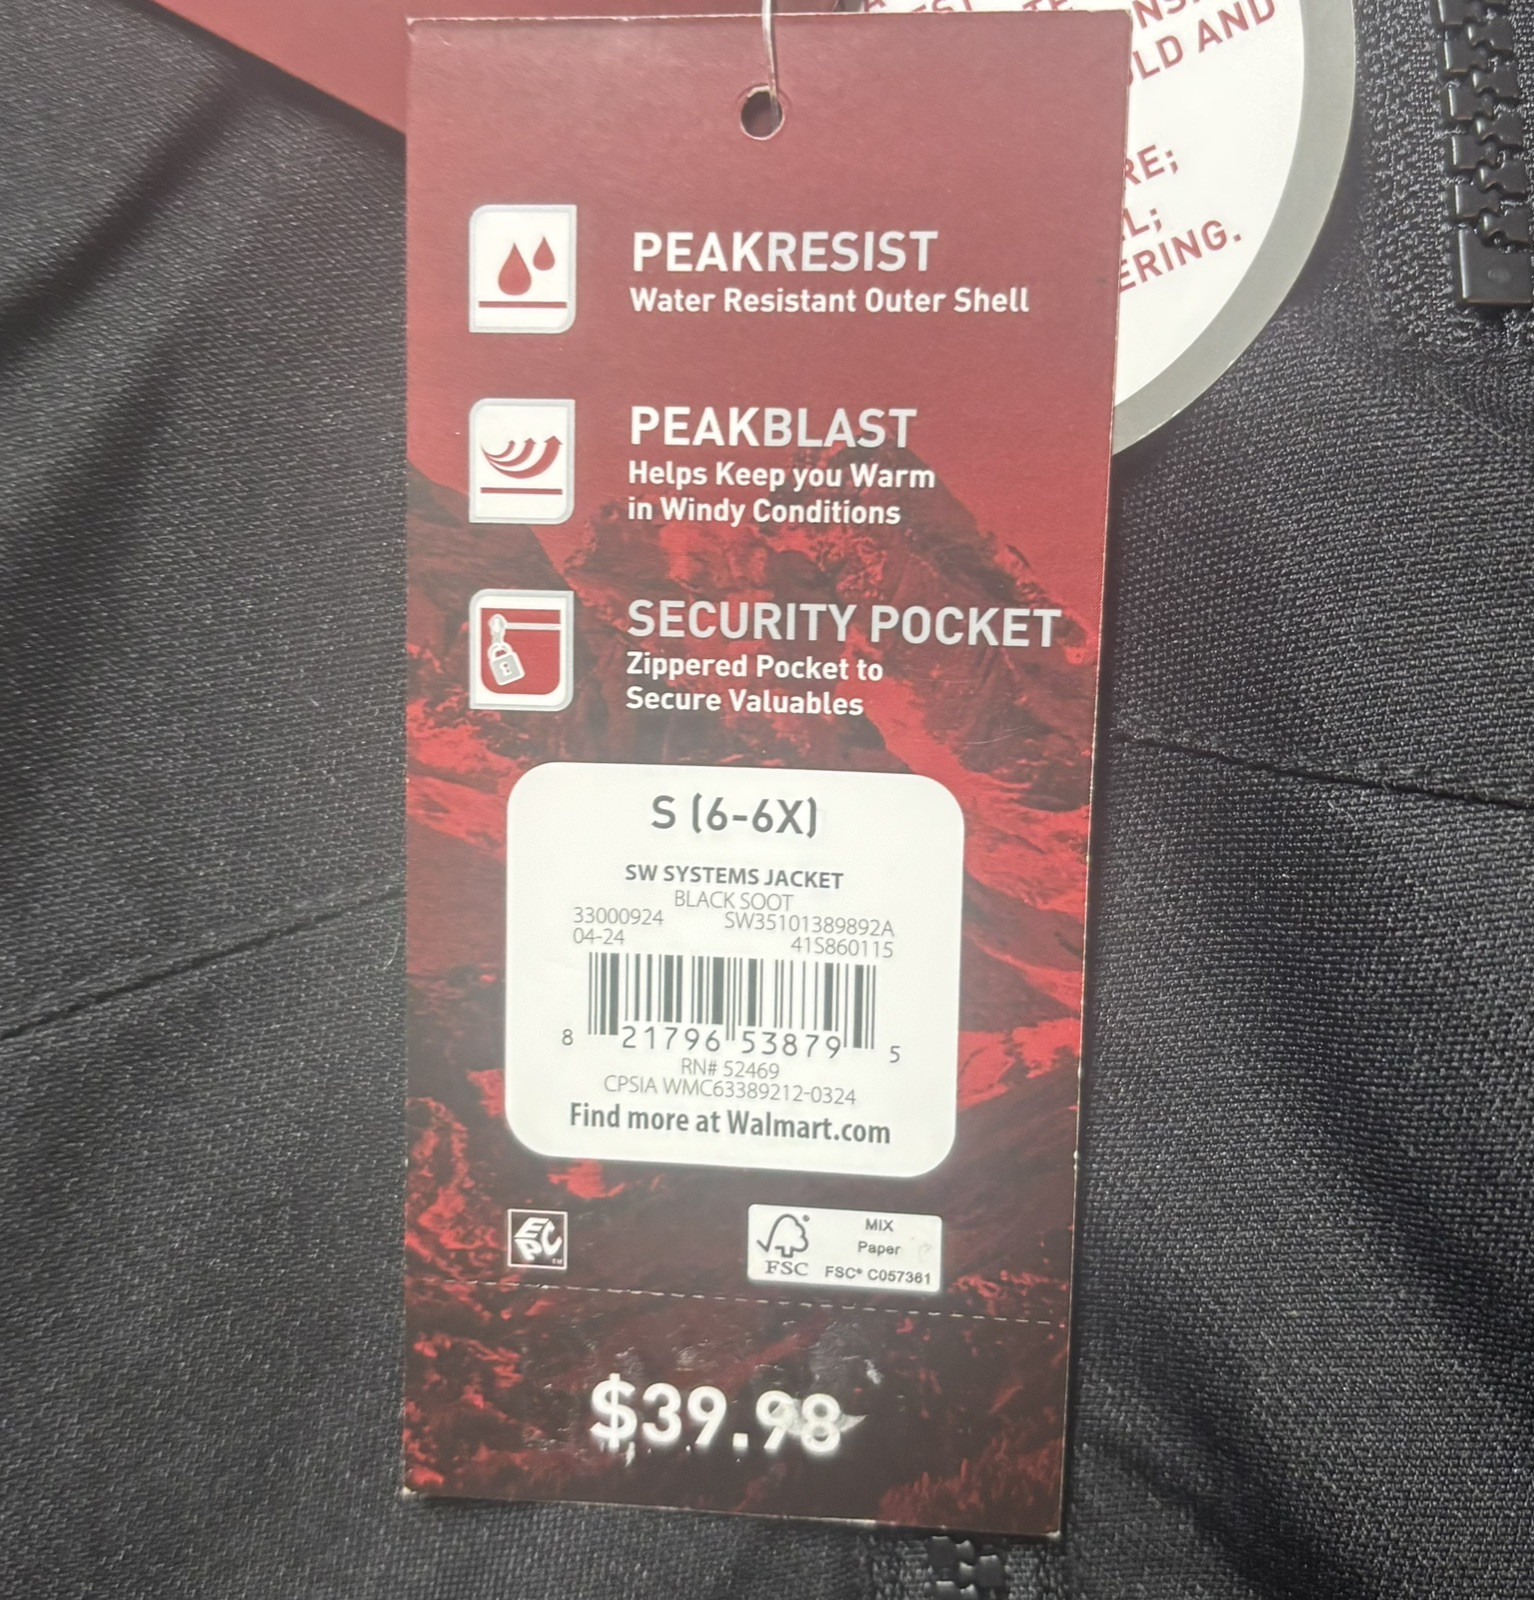 NS
LD AND
RE;
L;
ERING.
PEAKRESIST
Water Resistant Outer Shell
PEAKBLAST
Helps Keep you Warm
in Windy Conditions
SECURITY POCKET
Zippered Pocket to
Secure Valuables
S (6-6X)
SW SYSTEMS JACKET
BLACK SOOT
33000924 SW35101389892A
04-24 41S860115
8 21796 53879 5
RN# 52469
CPSIA WMC63389212-0324
Find more at Walmart.com
EPC
FSC
MIX
Paper
FSC® C057361
$39.98